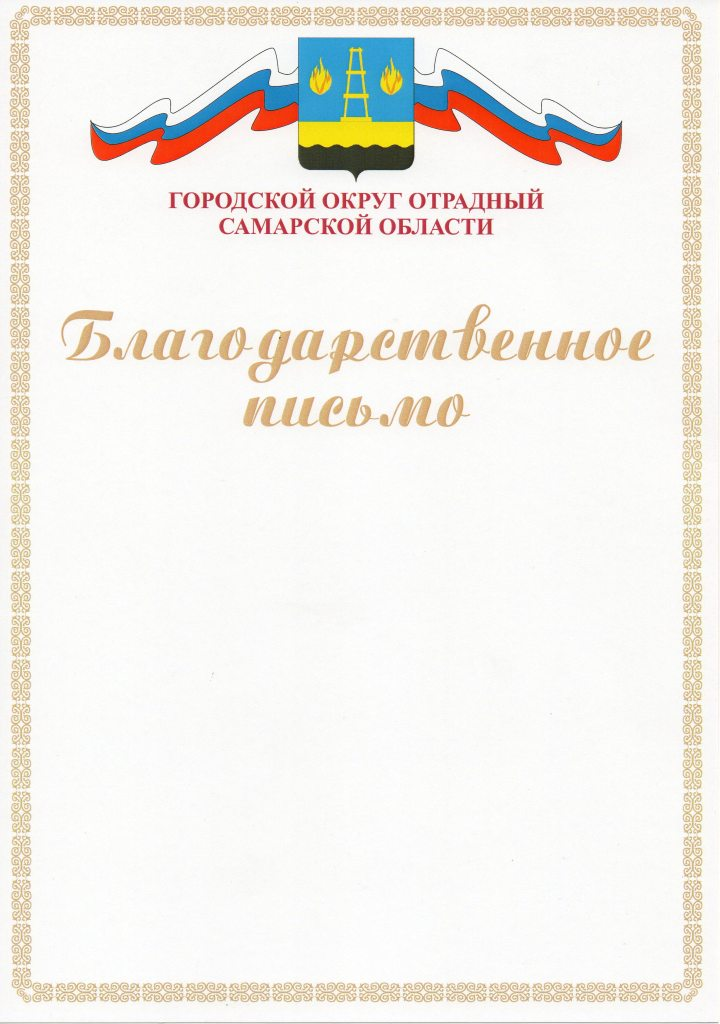 ГОРОДСКОЙ ОКРУГ ОТРАДНЫЙ
САМАРСКОЙ ОБЛАСТИ
Благодарственное
письмо